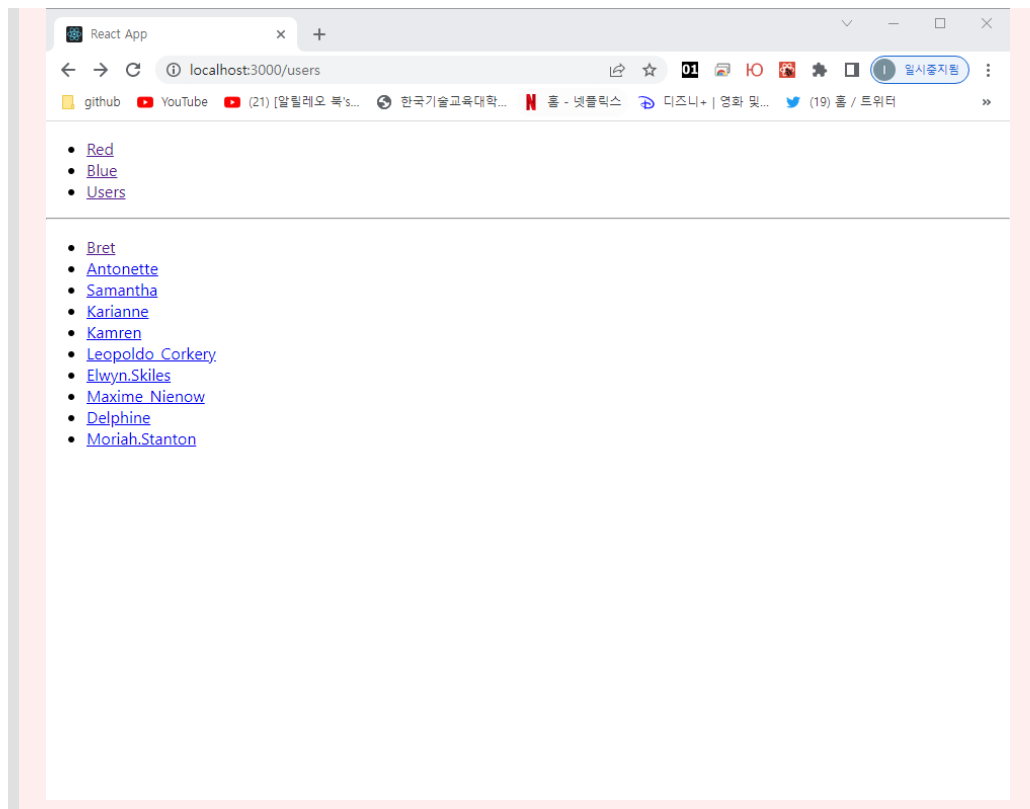 React App
localhost:3000/users
01
I 일시중지됨
github YouTube (21) [알릴레오 북's... 한국기술교육대학... 홈 - 넷플릭스 디즈니+ | 영화 및... (19) 홈 / 트위터 »
Red
Blue
Users
Bret
Antonette
Samantha
Karianne
Kamren
Leopoldo_Corkery
Elwyn.Skiles
Maxime_Nienow
Delphine
Moriah.Stanton